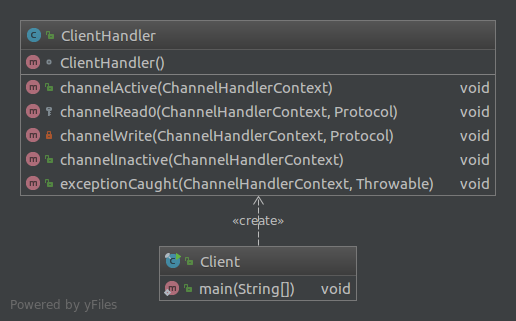 ClientHandler
ClientHandler()
channelActive(ChannelHandlerContext) void
channelRead0(ChannelHandlerContext, Protocol) void
channelWrite(ChannelHandlerContext, Protocol) void
channelInactive(ChannelHandlerContext) void
exceptionCaught(ChannelHandlerContext, Throwable) void
«create»
Client
main(String[]) void
Powered by yFiles